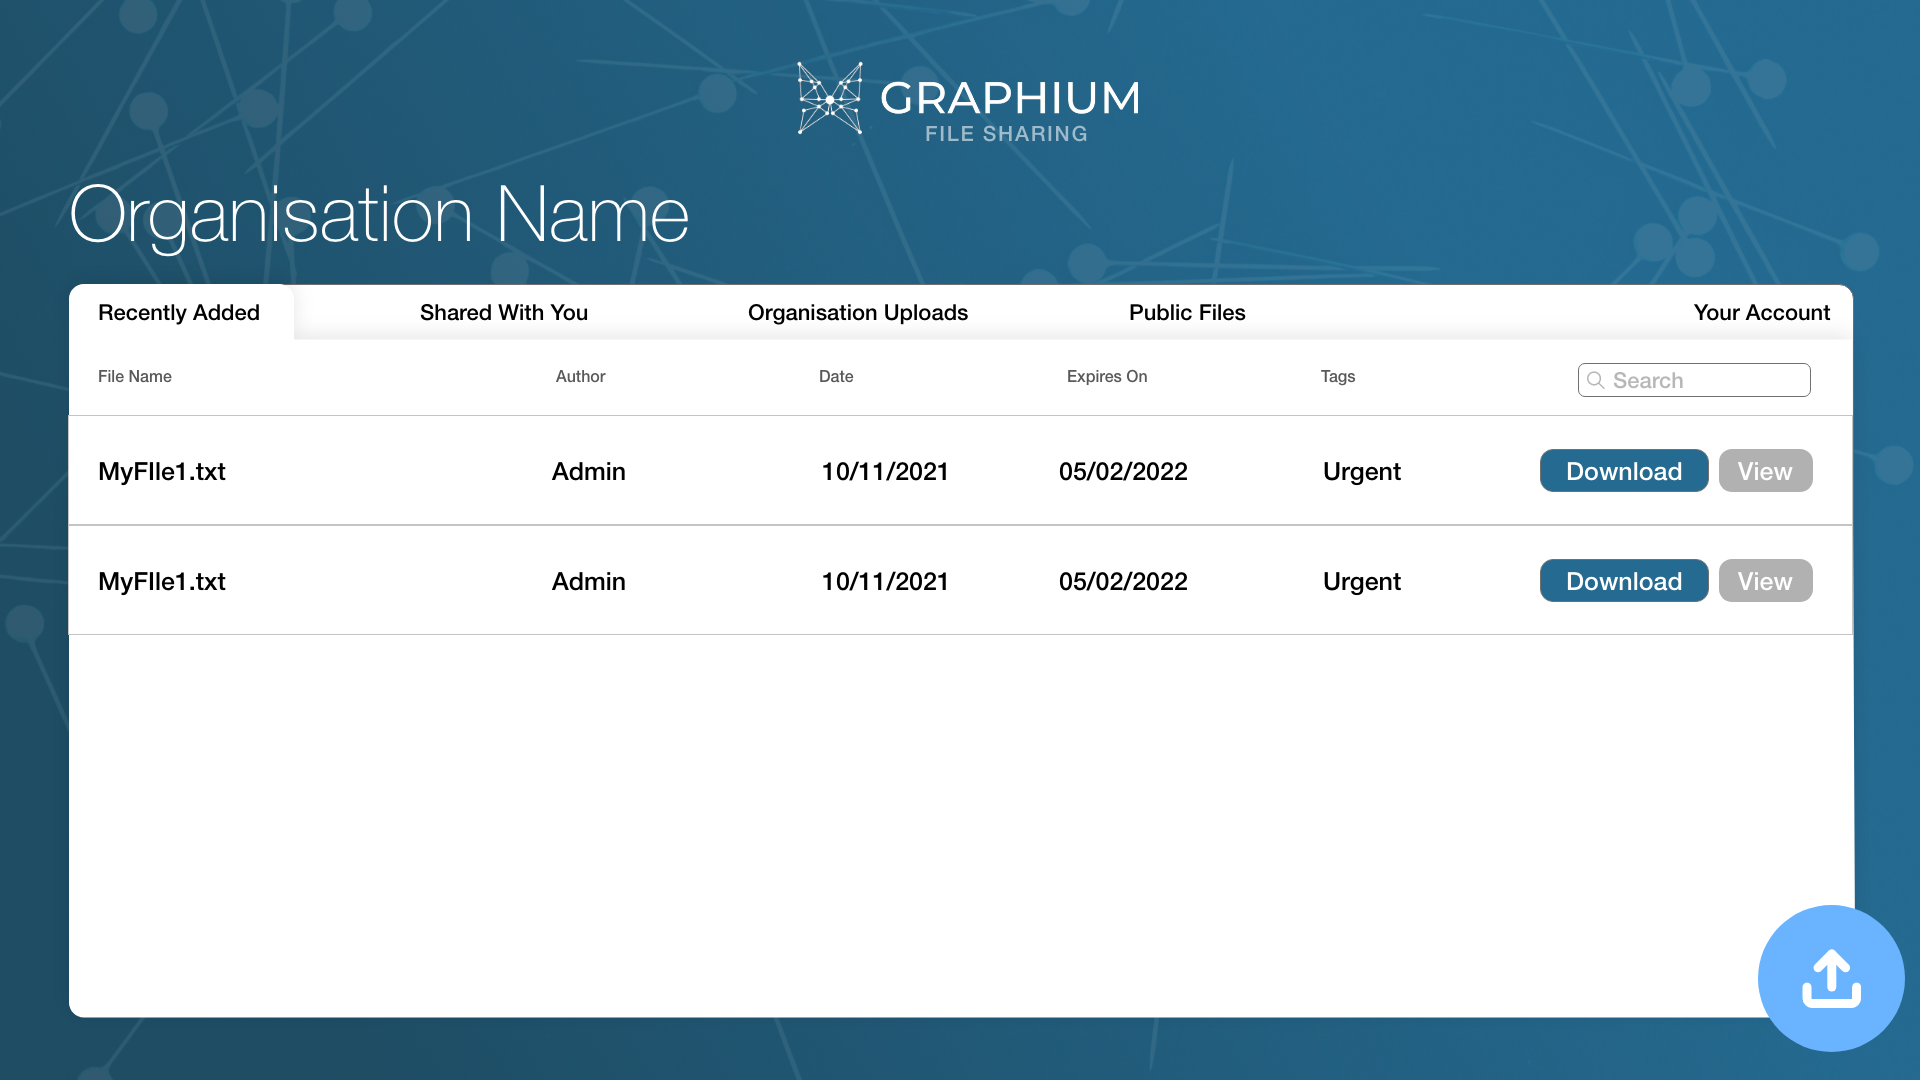 GRAPHIUM
FILE SHARING
Organisation Name
Recently Added Shared With You Organisation Uploads Public Files Your Account
File Name Author Date Expires On Tags Search
MyFIle1.txt Admin 10/11/2021 05/02/2022 Urgent Download View
MyFIle1.txt Admin 10/11/2021 05/02/2022 Urgent Download View